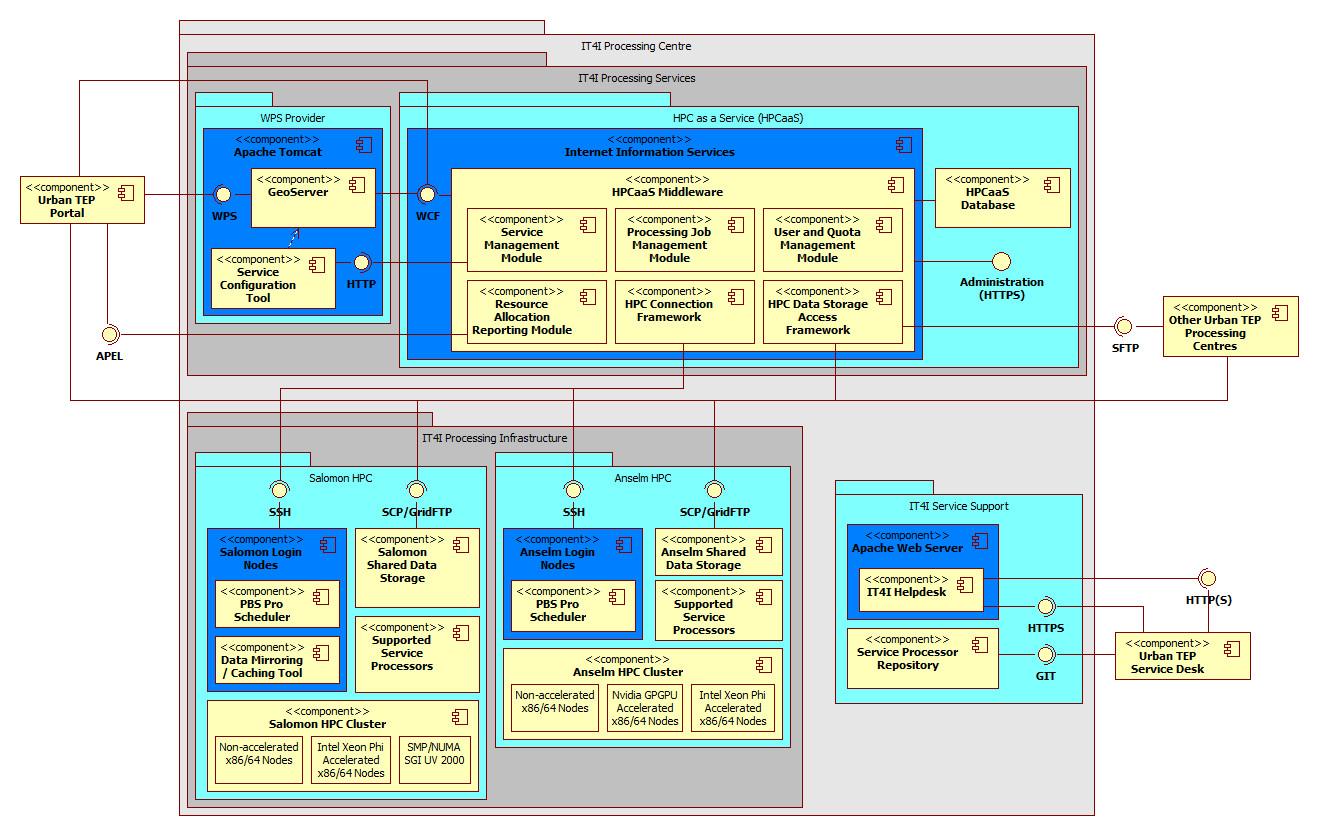 IT4I Processing Centre
IT4I Processing Services
WPS Provider
<<component>>
Apache Tomcat
<<component>>
GeoServer
WPS
<<component>>
Service
Configuration
Tool
HTTP
WCF
<<component>>
Urban TEP
Portal
APEL
HPC as a Service (HPCaaS)
<<component>>
Internet Information Services
<<component>>
HPCaaS Middleware
<<component>>
Service
Management
Module
<<component>>
Processing Job
Management
Module
<<component>>
User and Quota
Management
Module
<<component>>
Resource
Allocation
Reporting Module
<<component>>
HPC Connection
Framework
<<component>>
HPC Data Storage
Access
Framework
<<component>>
HPCaaS
Database
Administration
(HTTPS)
SFTP
<<component>>
Other Urban TEP
Processing
Centres
IT4I Processing Infrastructure
Salomon HPC
SSH
SCP/GridFTP
<<component>>
Salomon Login
Nodes
<<component>>
PBS Pro
Scheduler
<<component>>
Data Mirroring
/ Caching Tool
<<component>>
Salomon
Shared Data
Storage
<<component>>
Supported
Service
Processors
<<component>>
Salomon HPC Cluster
Non-accelerated
x86/64 Nodes
Intel Xeon Phi
Accelerated
x86/64 Nodes
SMP/NUMA
SGI UV 2000
Anselm HPC
SSH
SCP/GridFTP
<<component>>
Anselm Login
Nodes
<<component>>
PBS Pro
Scheduler
<<component>>
Anselm Shared
Data Storage
<<component>>
Supported
Service
Processors
<<component>>
Anselm HPC Cluster
Non-accelerated
x86/64 Nodes
Nvidia GPGPU
Accelerated
x86/64 Nodes
Intel Xeon Phi
Accelerated
x86/64 Nodes
IT4I Service Support
<<component>>
Apache Web Server
<<component>>
IT4I Helpdesk
<<component>>
Service Processor
Repository
HTTPS
GIT
HTTP(S)
<<component>>
Urban TEP
Service Desk